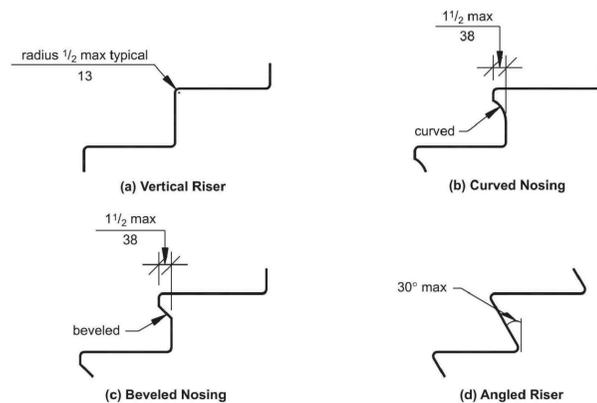 radius 1/2 max typical
13
(a) Vertical Riser
1 1/2 max
38
curved
(b) Curved Nosing
1 1/2 max
38
beveled
(c) Beveled Nosing
30° max
(d) Angled Riser